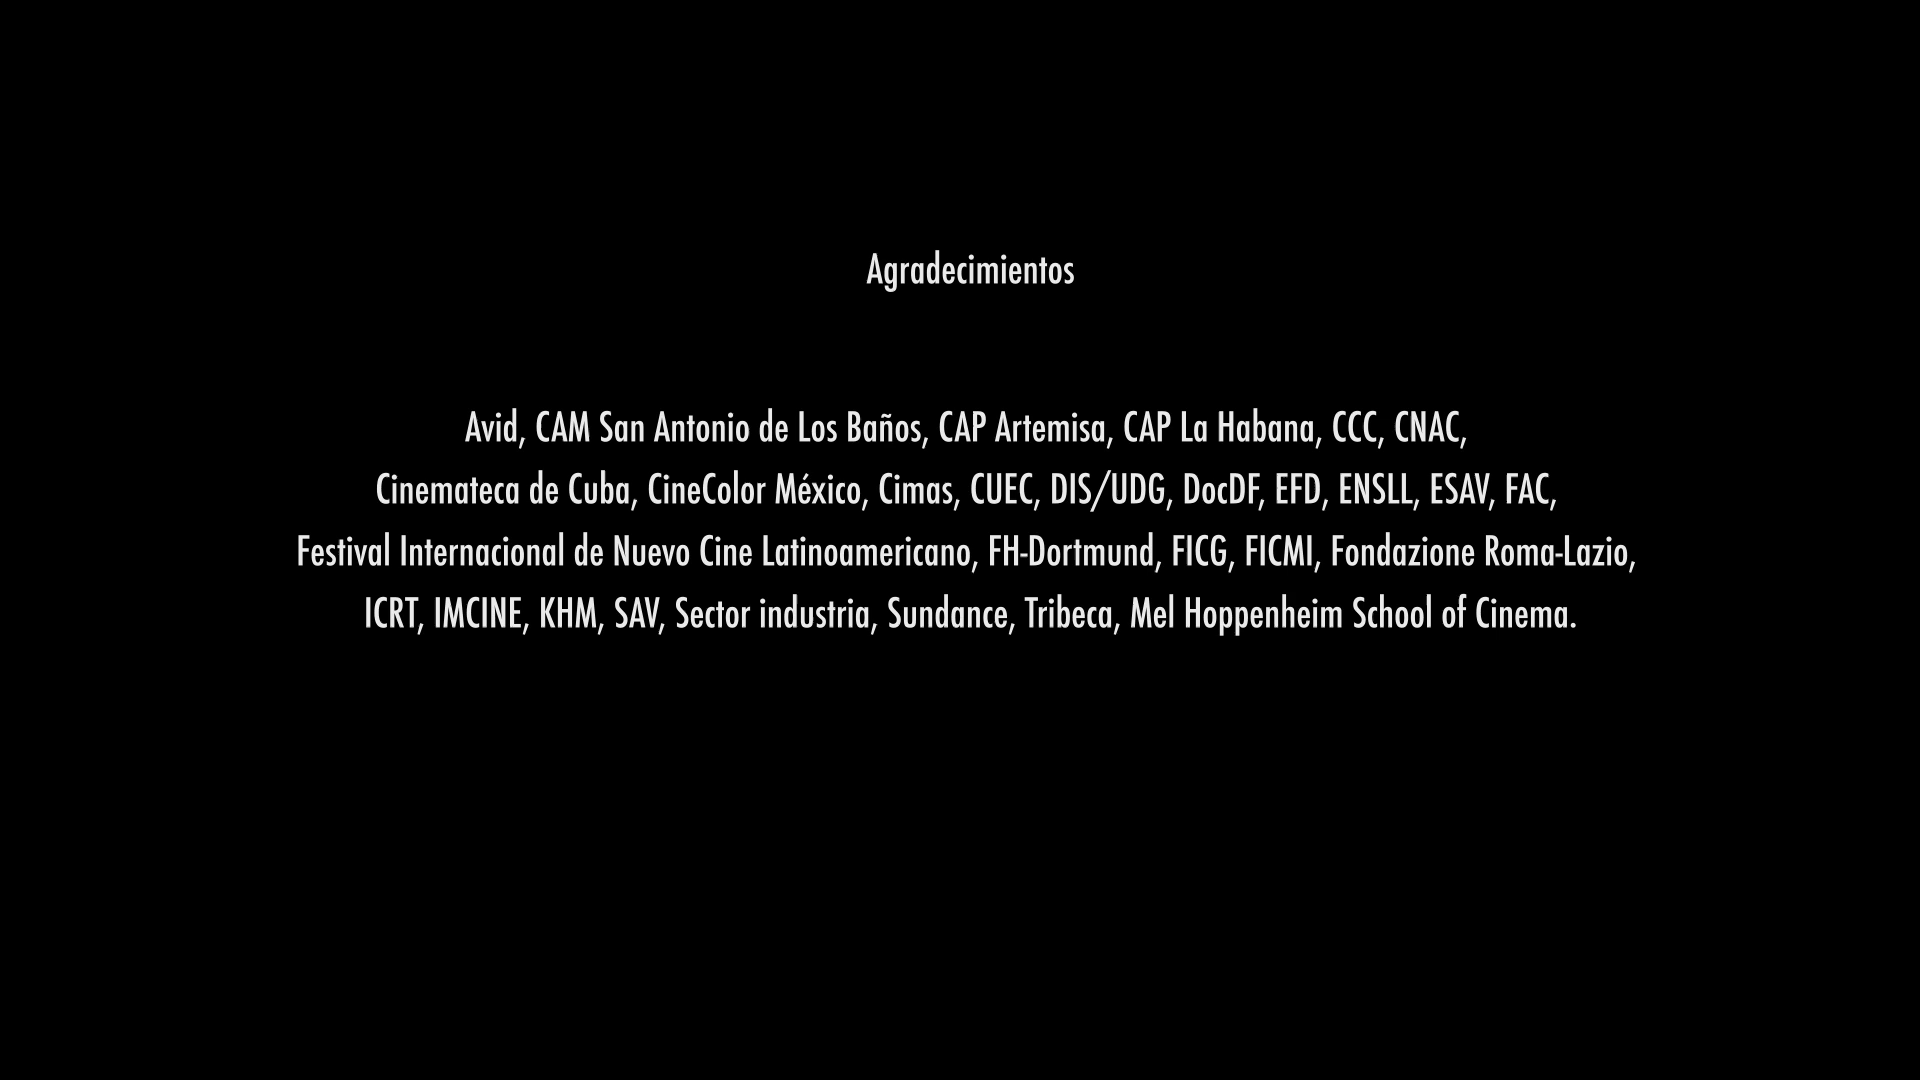 Agradecimientos
Avid, CAM San Antonio de Los Baños, CAP Artemisa, CAP La Habana, CCC, CNAC,
Cinemateca de Cuba, CineColor México, Cimas, CUEC, DIS/UDG, DocDF, EFD, ENSLL, ESAV, FAC,
Festival Internacional de Nuevo Cine Latinoamericano, FH-Dortmund, FICG, FICMI, Fondazione Roma-Lazio,
ICRT, IMCINE, KHM, SAV, Sector industria, Sundance, Tribeca, Mel Hoppenheim School of Cinema.